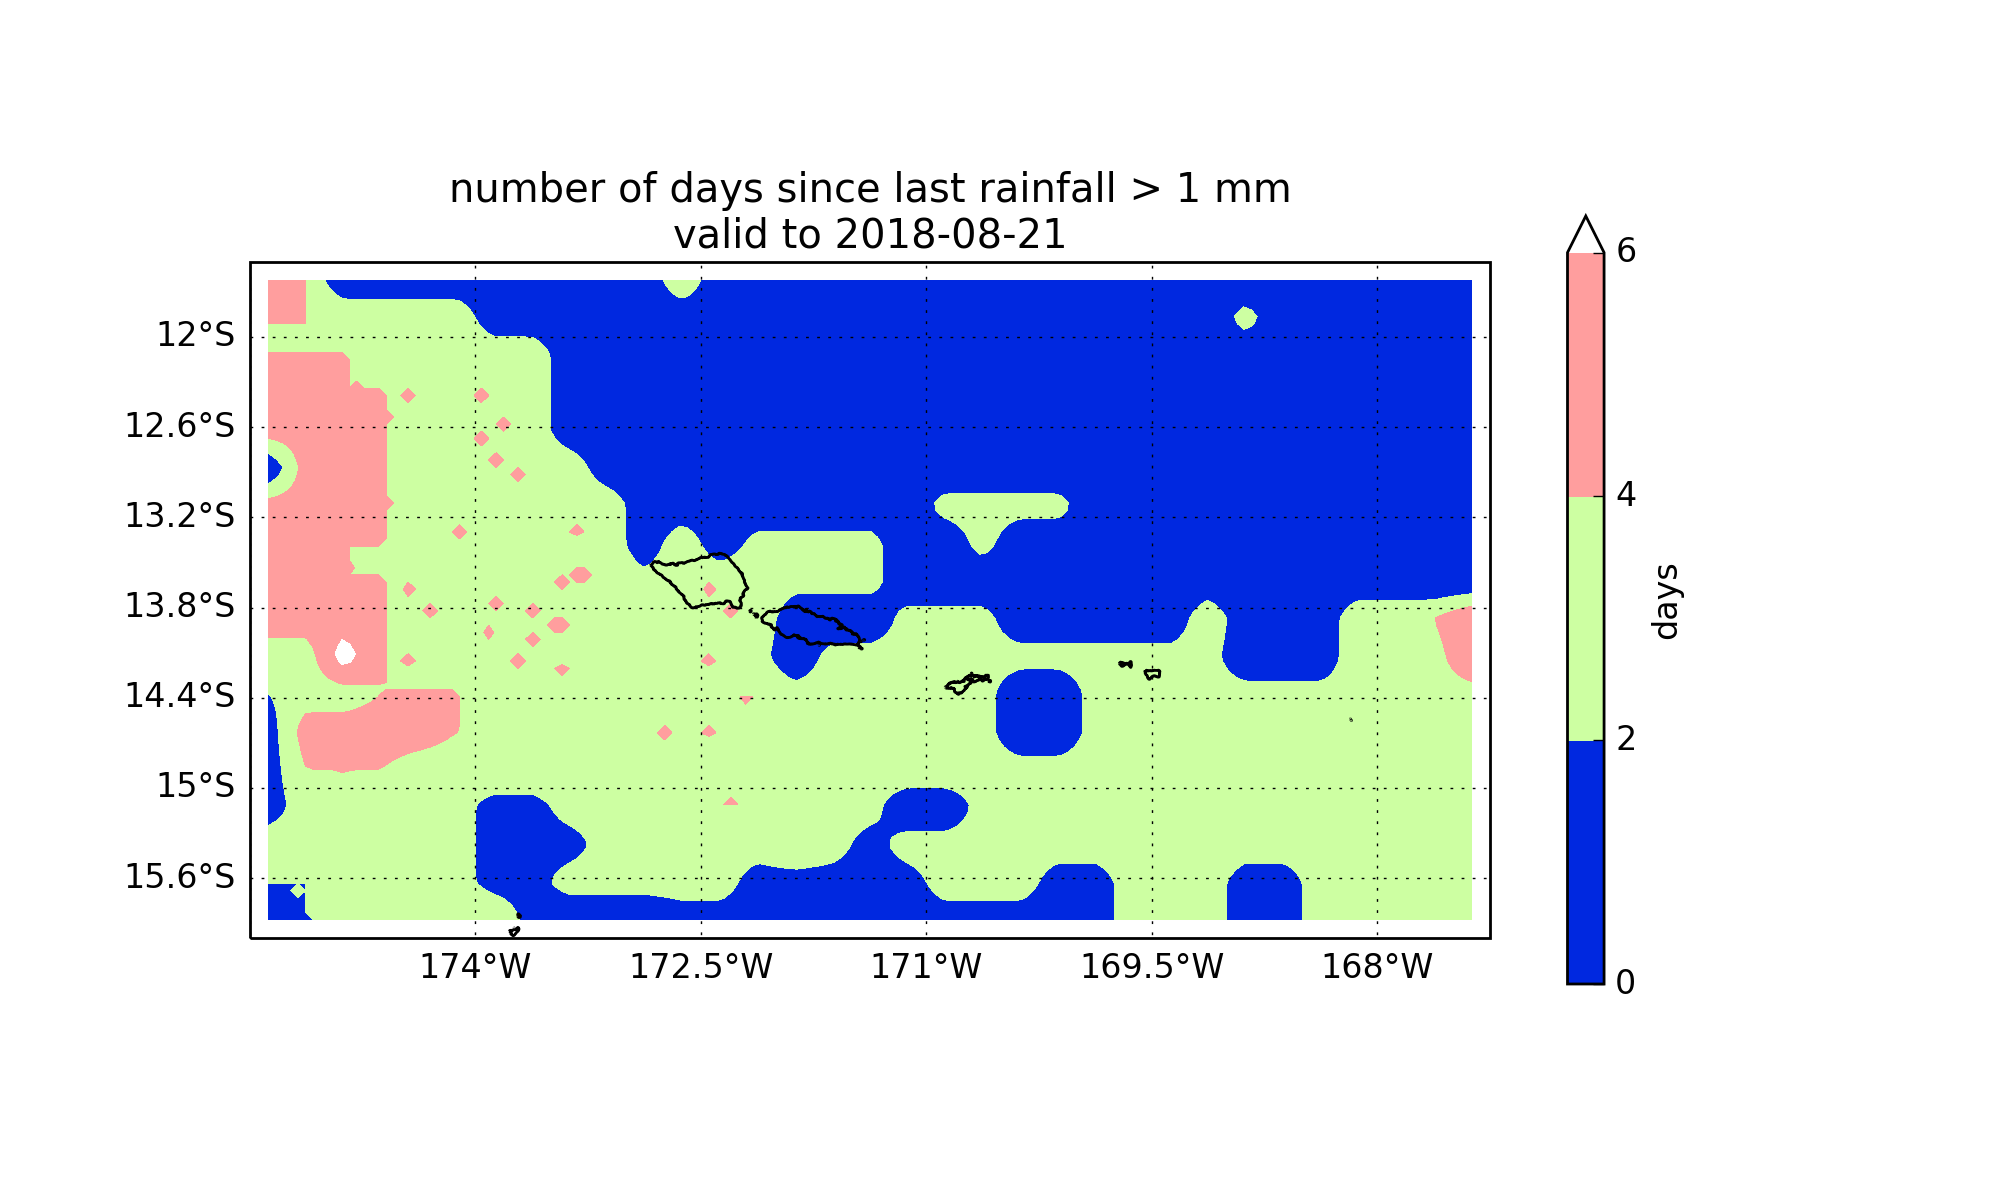 number of days since last rainfall > 1 mm
valid to 2018-08-21
12°S
12.6°S
13.2°S
13.8°S
14.4°S
15°S
15.6°S
174°W 172.5°W 171°W 169.5°W 168°W
6
4
2
0
days